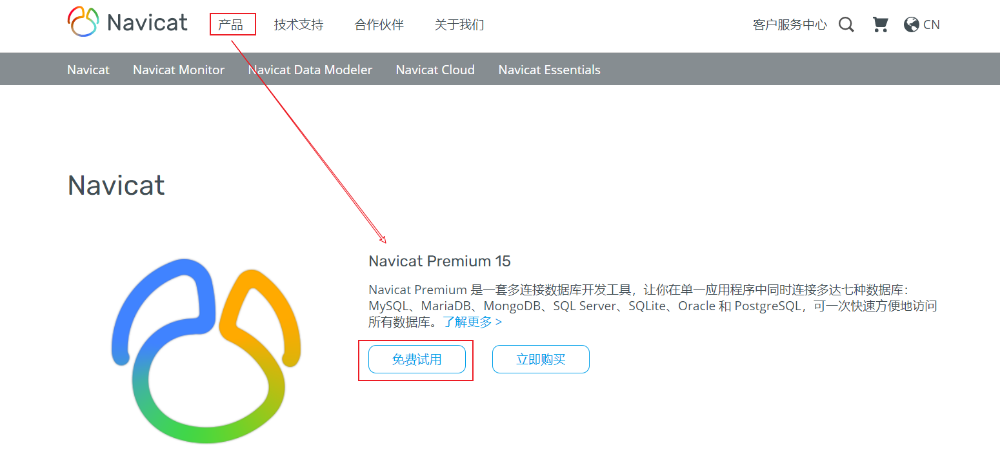 Navicat 产品 技术支持 合作伙伴 关于我们 客户服务中心 CN
Navicat Navicat Monitor Navicat Data Modeler Navicat Cloud Navicat Essentials
Navicat
Navicat Premium 15
Navicat Premium 是一套多连接数据库开发工具，让你在单一应用程序中同时连接多达七种数据库：
MySQL、MariaDB、MongoDB、SQL Server、SQLite、Oracle 和 PostgreSQL，可一次快速方便地访问
所有数据库。了解更多 >
免费试用 立即购买